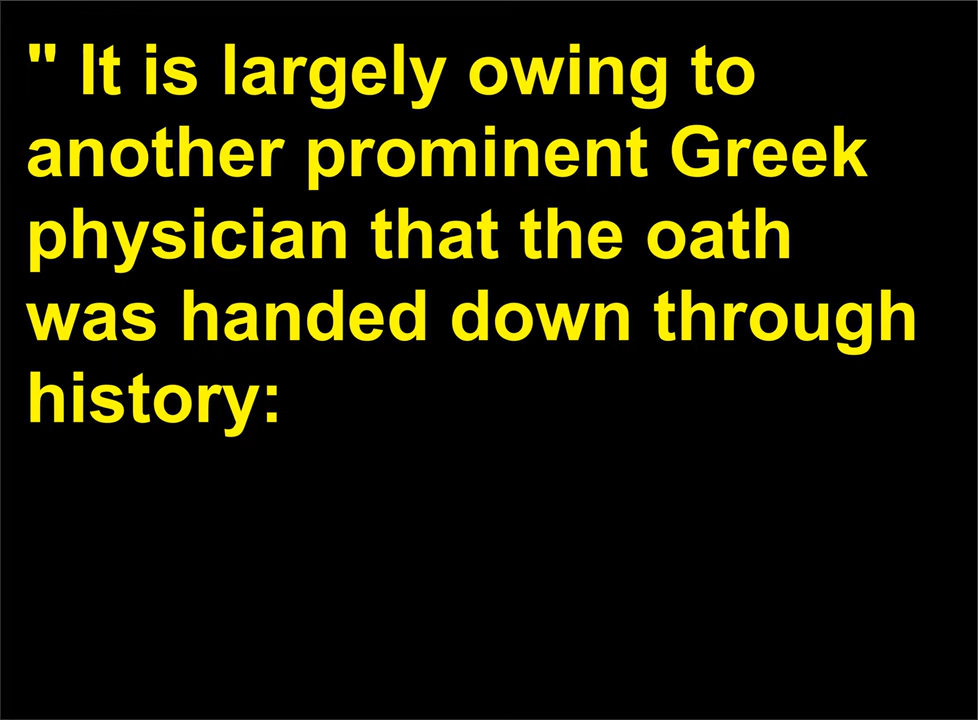 " It is largely owing to
another prominent Greek
physician that the oath
was handed down through
history: